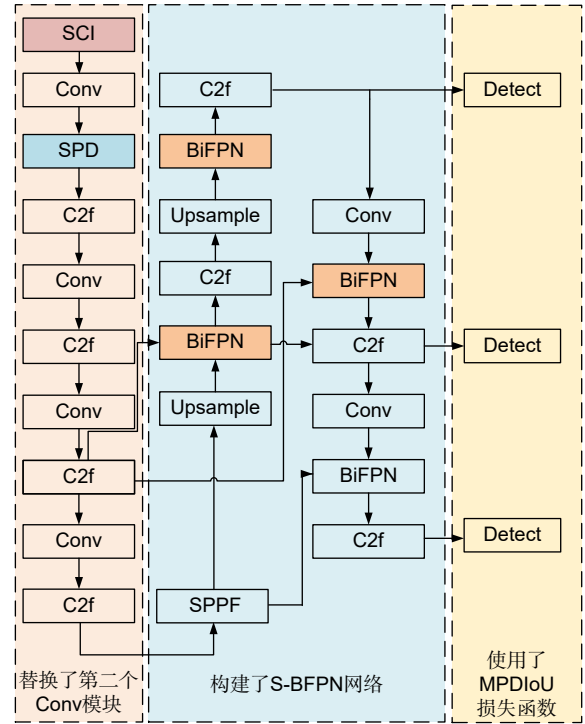 SCI
Conv
SPD
C2f
Conv
C2f
Conv
C2f
Conv
C2f
替换了第二个
Conv模块
C2f
BiFPN
Upsample
C2f
BiFPN
Upsample
SPPF
Conv
BiFPN
C2f
Conv
BiFPN
C2f
构建了S-BFPN网络
Detect
Detect
Detect
使用了
MPDIoU
损失函数